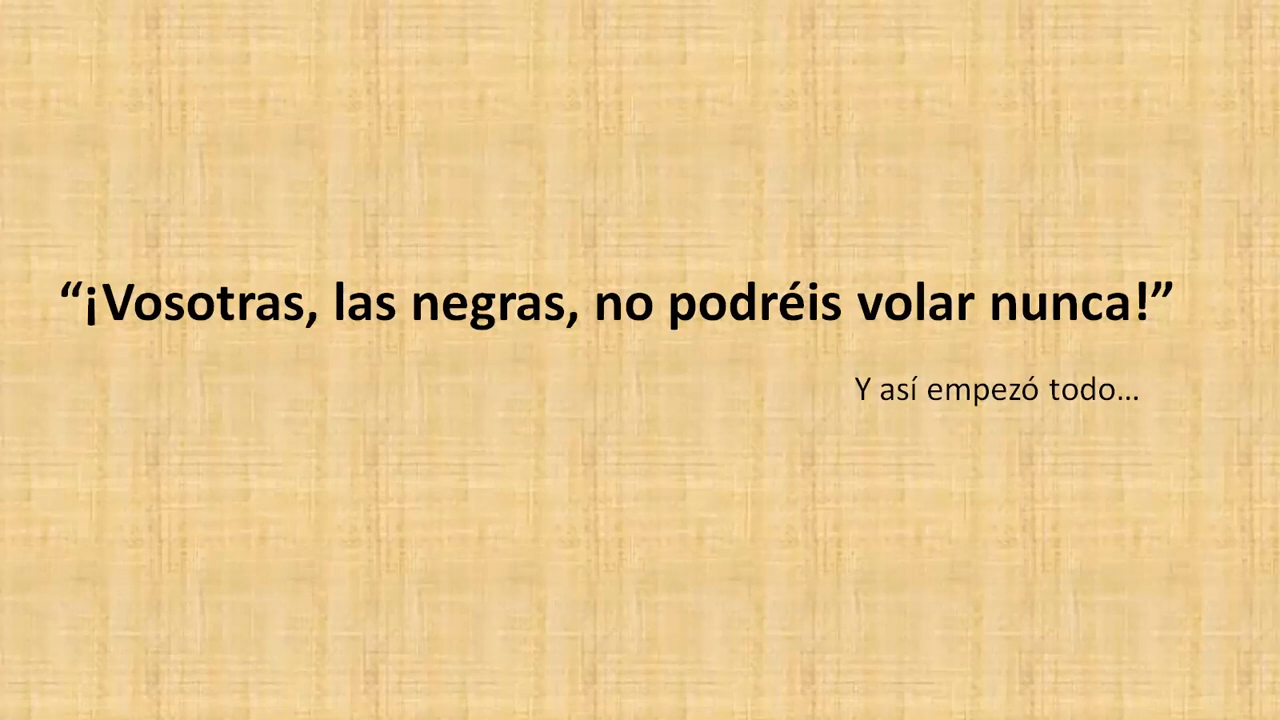 “¡Vosotras, las negras, no podréis volar nunca!”
Y así empezó todo…